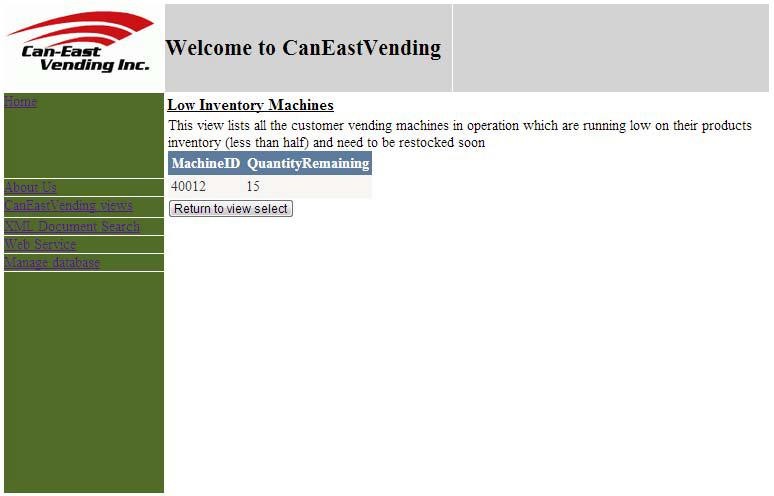 Can-East
Vending Inc.
Welcome to CanEastVending
Home
About Us
CanEastVending views
XML Document Search
Web Service
Manage database
Low Inventory Machines
This view lists all the customer vending machines in operation which are running low on their products
inventory (less than half) and need to be restocked soon
MachineID QuantityRemaining
40012 15
Return to view select